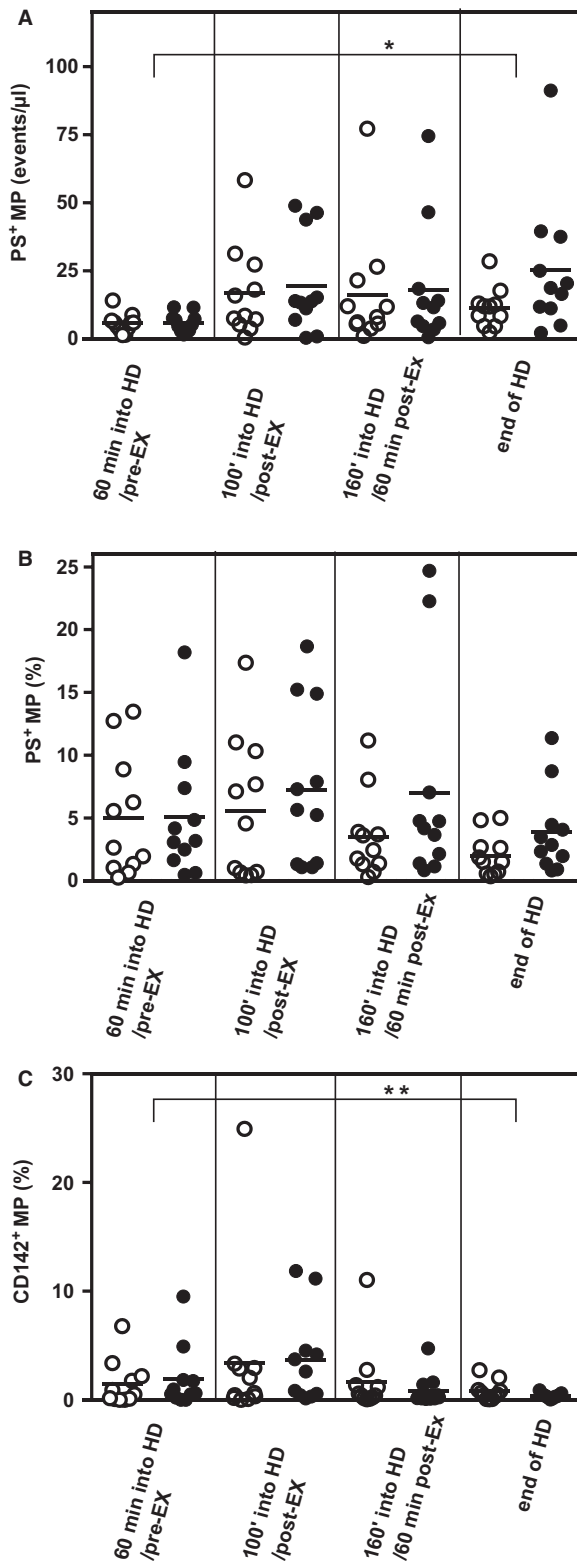 A
*
PS+ MP (events/µl)
100
75
50
25
0
60 min into HD
/pre-EX
100' into HD
/post-EX
160' into HD
/60 min post-Ex
end of HD
B
PS+ MP (%)
25
20
15
10
5
0
60 min into HD
/pre-EX
100' into HD
/post-EX
160' into HD
/60 min post-Ex
end of HD
C
**
CD142+ MP (%)
30
20
10
0
60 min into HD
/pre-EX
100' into HD
/post-EX
160' into HD
/60 min post-Ex
end of HD